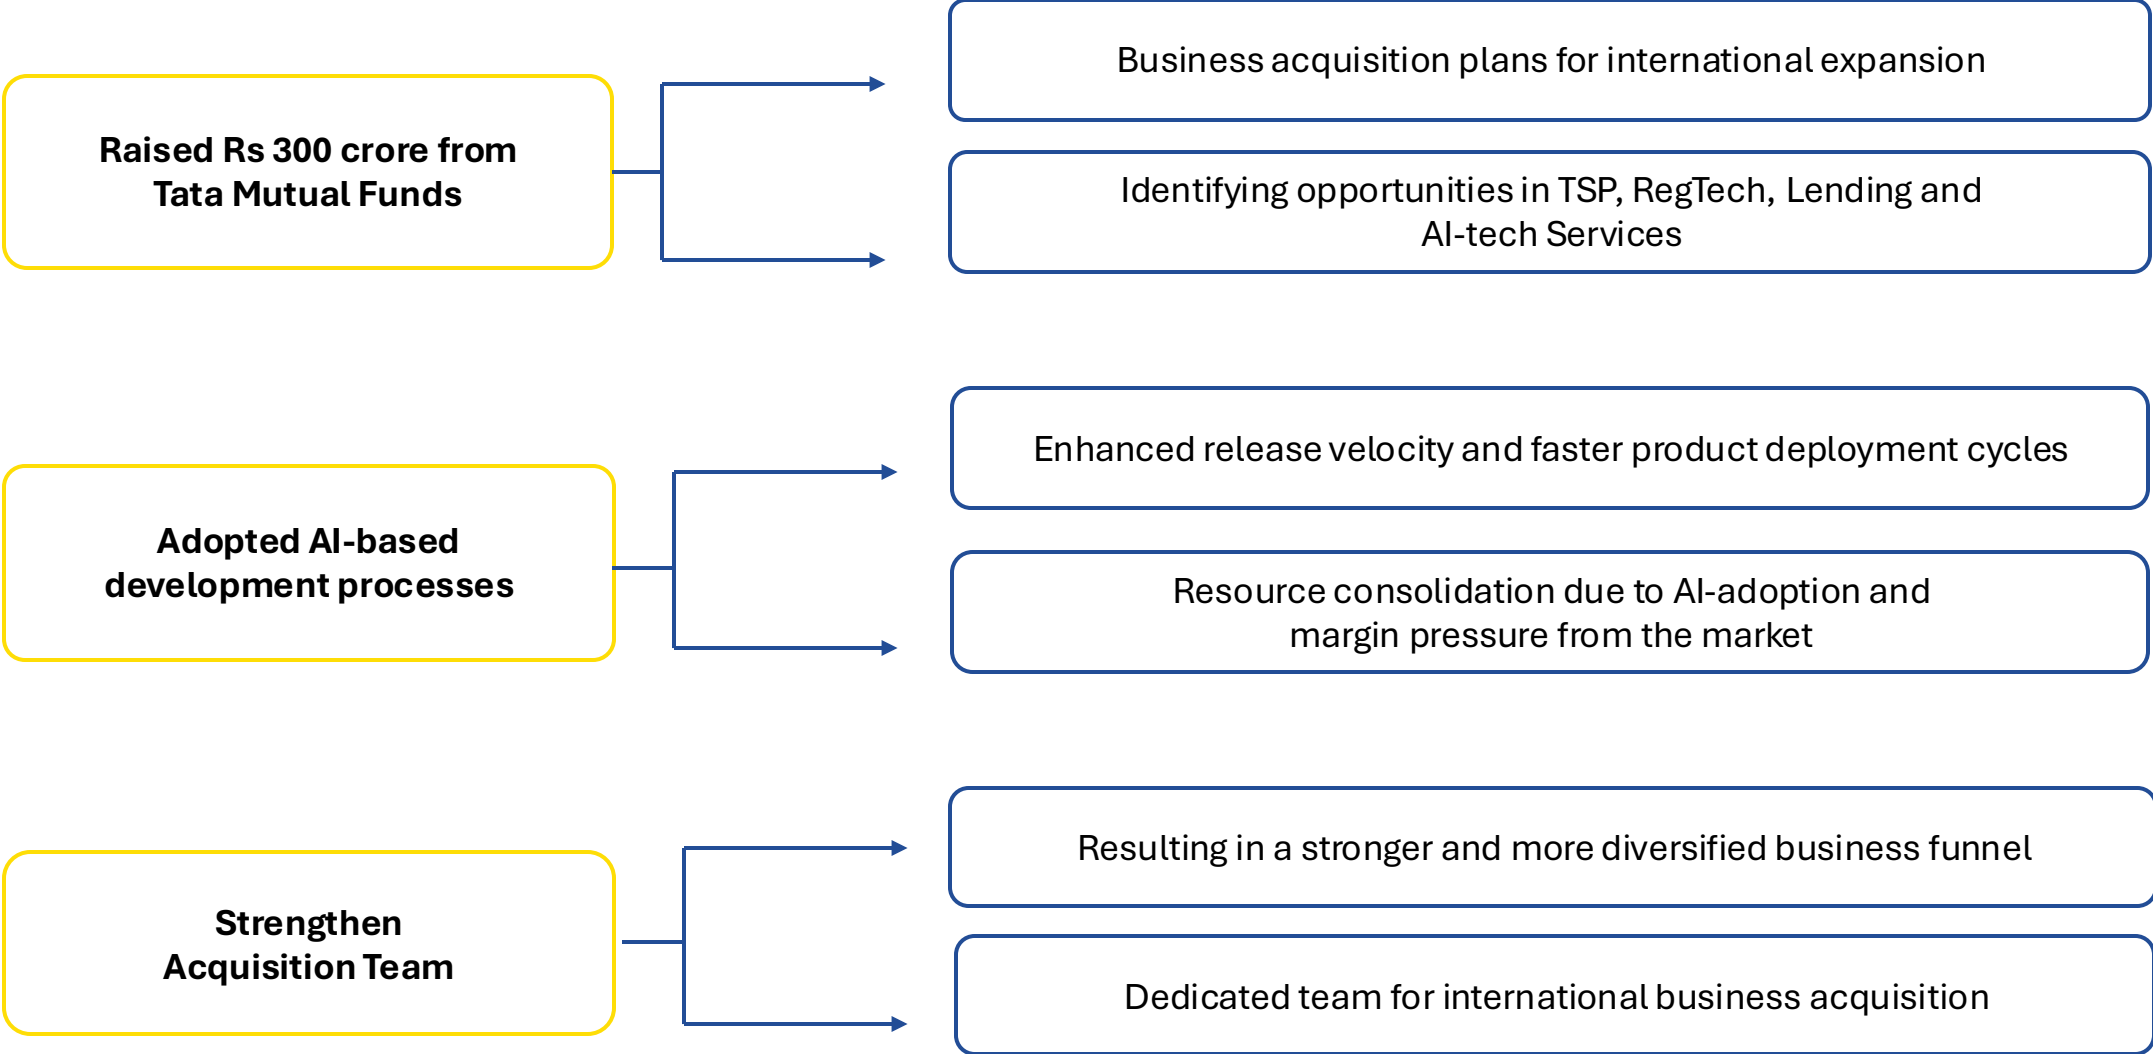 Raised Rs 300 crore from
Tata Mutual Funds
Business acquisition plans for international expansion
Identifying opportunities in TSP, RegTech, Lending and
AI-tech Services
Adopted AI-based
development processes
Enhanced release velocity and faster product deployment cycles
Resource consolidation due to AI-adoption and
margin pressure from the market
Strengthen
Acquisition Team
Resulting in a stronger and more diversified business funnel
Dedicated team for international business acquisition